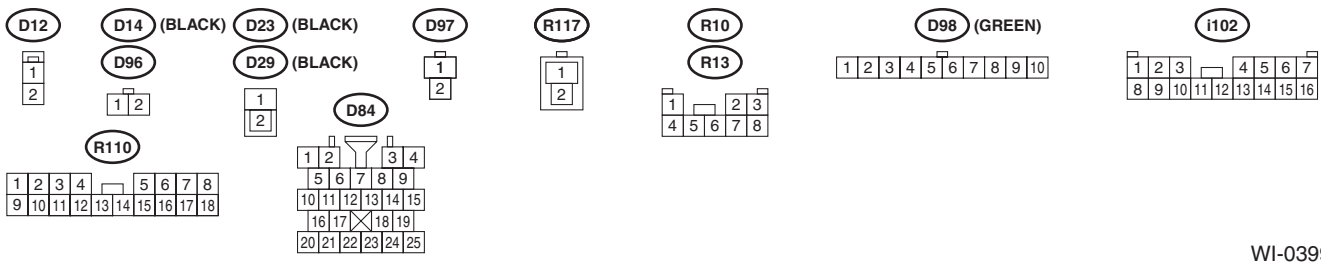 D12 D14 (BLACK) D23 (BLACK) D97 R117 R10 D98 (GREEN) i102
D96 D29 (BLACK) R13
1 2
1 2
1 2
1 2
1 2
1 2 3 4 5 6 7 8 9 10
1 2 3 4 5 6 7
8 9 10 11 12 13 14 15 16
1 2 3
4 5 6 7 8
D84
1 2 3 4
5 6 7 8 9
10 11 12 13 14 15
16 17 18 19
20 21 22 23 24 25
R110
1 2 3 4 5 6 7 8
9 10 11 12 13 14 15 16 17 18